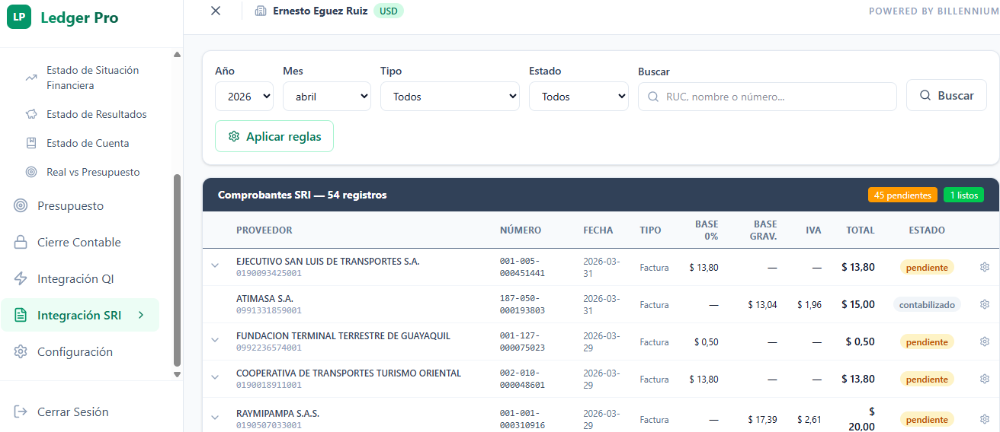 LP Ledger Pro
Ernesto Eguez Ruiz USD
POWERED BY BILLENNIUM
Estado de Situación
Financiera
Estado de Resultados
Estado de Cuenta
Real vs Presupuesto
Presupuesto
Cierre Contable
Integración QI
Integración SRI
Configuración
Cerrar Sesión
Año Mes Tipo Estado Buscar
2026 abril Todos Todos RUC, nombre o número... Buscar
Aplicar reglas
Comprobantes SRI — 54 registros 45 pendientes 1 listos
PROVEEDOR NÚMERO FECHA TIPO BASE 0% BASE GRAV. IVA TOTAL ESTADO
EJECUTIVO SAN LUIS DE TRANSPORTES S.A. 001-005- 2026-03-
0190093425001 000451441 31 Factura $ 13,80 — — $ 13,80 pendiente
ATIMASA S.A. 187-050- 2026-03-
0991331859001 000193803 31 Factura — $ 13,04 $ 1,96 $ 15,00 contabilizado
FUNDACION TERMINAL TERRESTRE DE GUAYAQUIL 001-127- 2026-03-
0992236574001 000075023 29 Factura $ 0,50 — — $ 0,50 pendiente
COOPERATIVA DE TRANSPORTES TURISMO ORIENTAL 002-010- 2026-03-
0190018911001 000048601 29 Factura $ 13,80 — — $ 13,80 pendiente
RAYMIPAMPA S.A.S. 001-001- 2026-03- $
0190507033001 000310916 29 Factura — $ 17,39 $ 2,61 20,00 pendiente